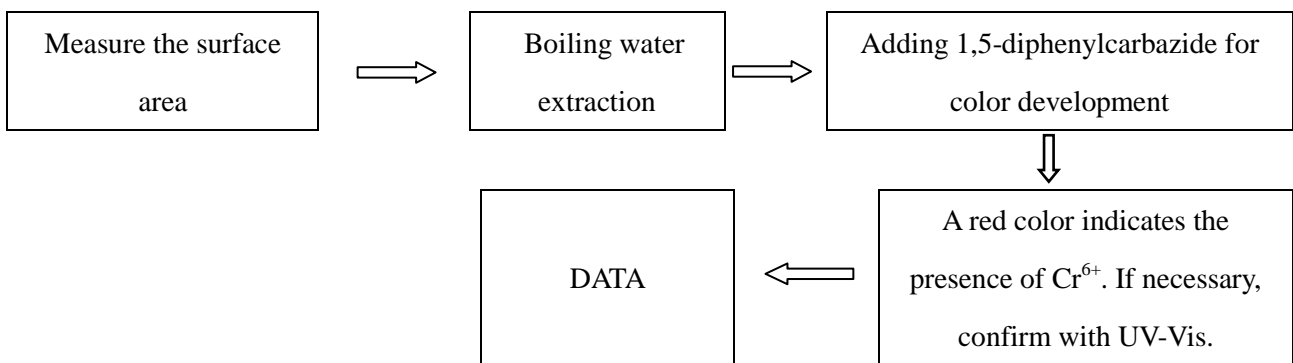 Measure the surface
area
Boiling water
extraction
Adding 1,5-diphenylcarbazide for
color development
A red color indicates the
presence of Cr⁶⁺. If necessary,
confirm with UV-Vis.
DATA